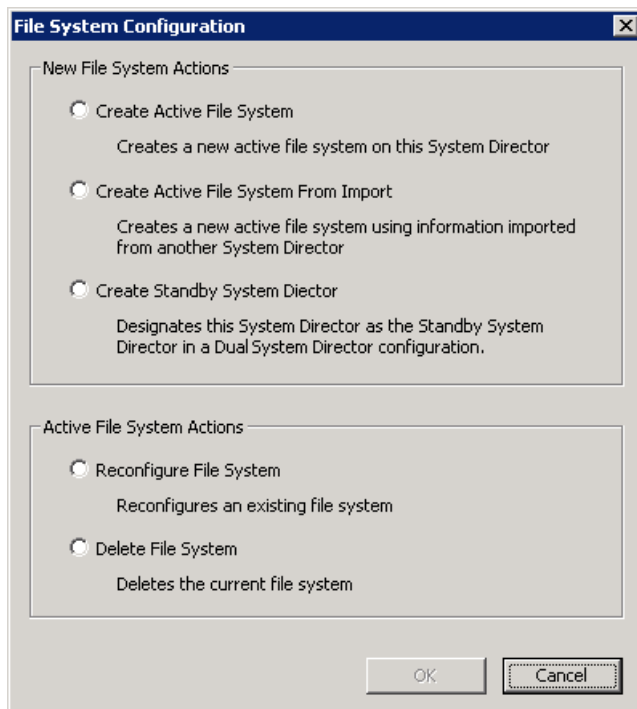 File System Configuration
New File System Actions
Create Active File System
Creates a new active file system on this System Director
Create Active File System From Import
Creates a new active file system using information imported
from another System Director
Create Standby System Diector
Designates this System Director as the Standby System
Director in a Dual System Director configuration.
Active File System Actions
Reconfigure File System
Reconfigures an existing file system
Delete File System
Deletes the current file system
OK
Cancel